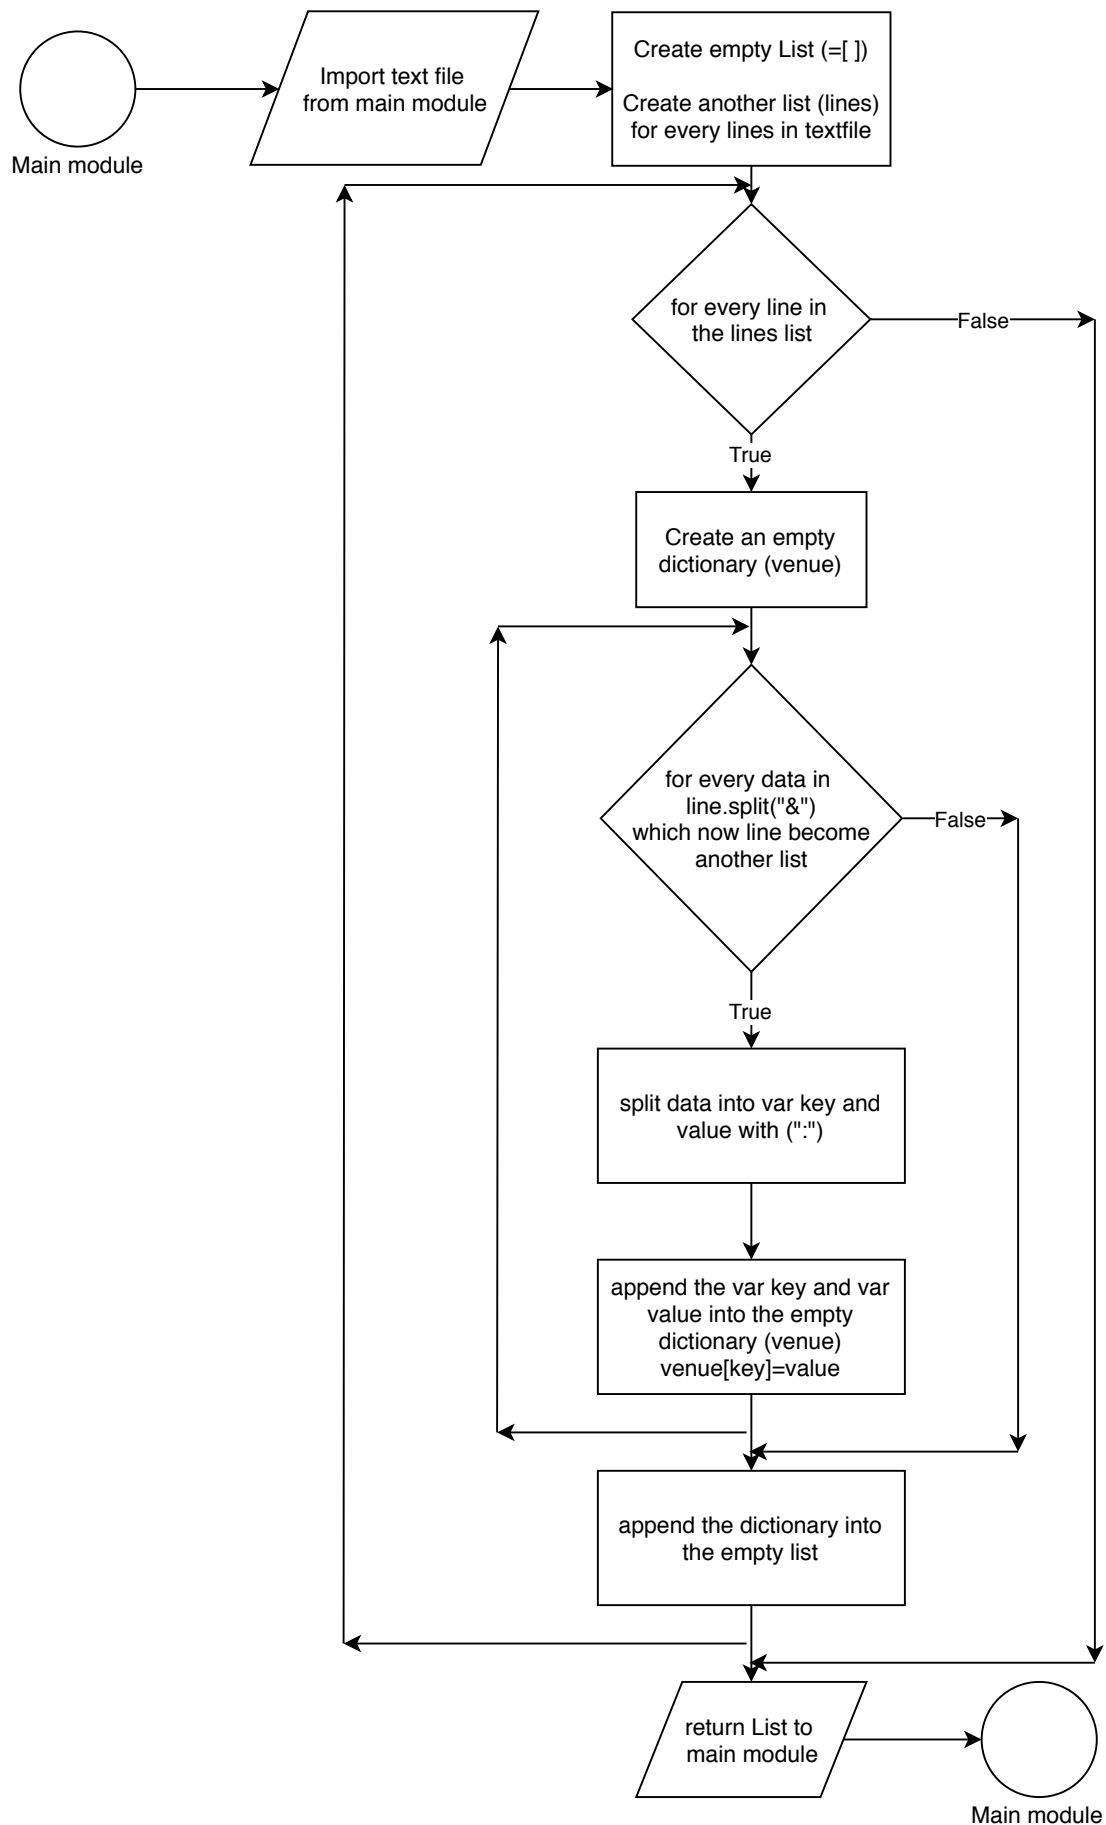 Main module
Import text file
from main module
Create empty List (=[ ])
Create another list (lines)
for every lines in textfile
for every line in
the lines list
False
True
Create an empty
dictionary (venue)
for every data in
line.split("&")
which now line become
another list
False
True
split data into var key and
value with (":")
append the var key and var
value into the empty
dictionary (venue)
venue[key]=value
append the dictionary into
the empty list
return List to
main module
Main module